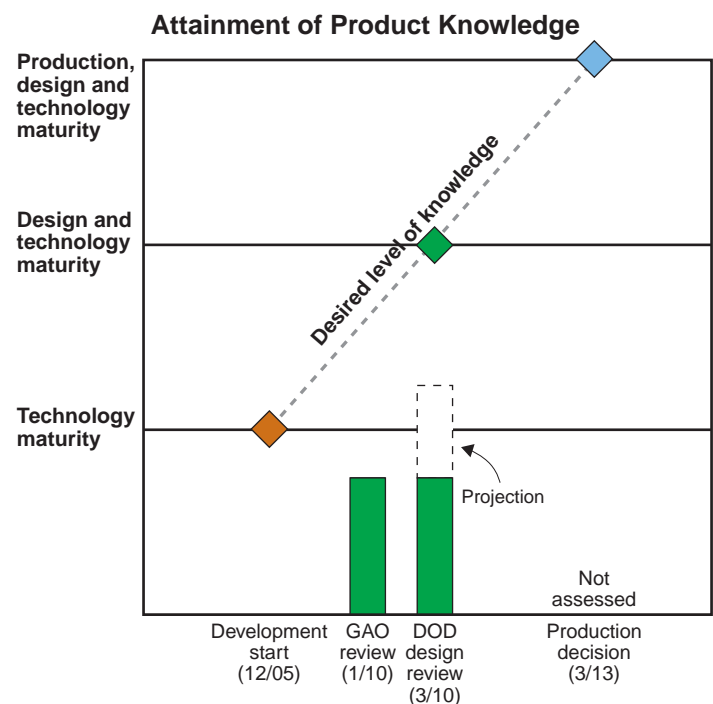 Attainment of Product Knowledge
Production,
design and
technology
maturity
Design and
technology
maturity
Technology
maturity
Desired level of knowledge
Projection
Not
assessed
Development
start
(12/05)
GAO
review
(1/10)
DOD
design
review
(3/10)
Production
decision
(3/13)